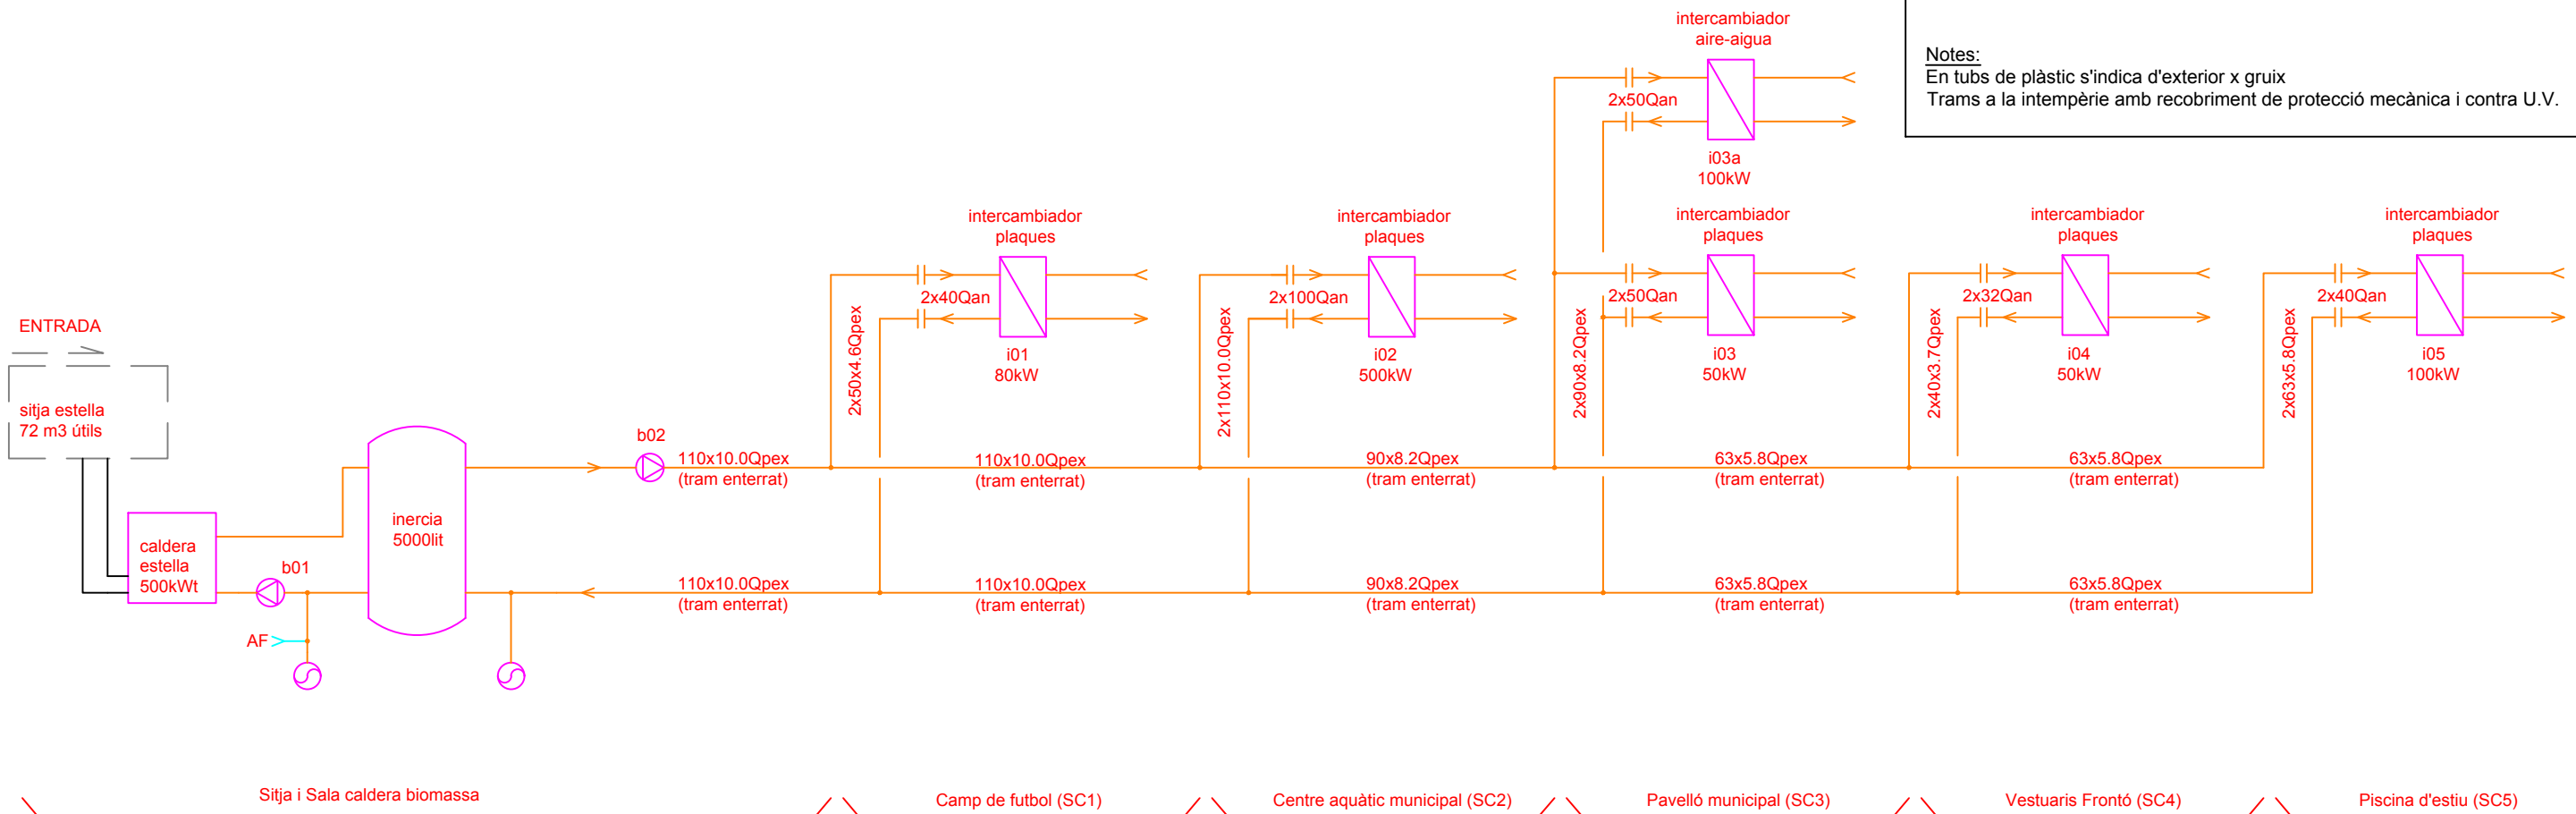 Notes:
En tubs de plàstic s'indica d'exterior x gruix
Trams a la intempèrie amb recobriment de protecció mecànica i contra U.V.
intercambiador
aire-aigua
2x50Qan
i03a
100kW
intercambiador
plaques
2x40Qan
2x50x4.6Qpex
i01
80kW
intercambiador
plaques
2x100Qan
2x110x10.0Qpex
i02
500kW
intercambiador
plaques
2x50Qan
2x90x8.2Qpex
i03
50kW
intercambiador
plaques
2x32Qan
2x40x3.7Qpex
i04
50kW
intercambiador
plaques
2x40Qan
2x63x5.8Qpex
i05
100kW
ENTRADA
sitja estella
72 m3 útils
caldera
estella
500kWt
b01
AF
inercia
5000lit
b02
110x10.0Qpex
(tram enterrat)
110x10.0Qpex
(tram enterrat)
90x8.2Qpex
(tram enterrat)
63x5.8Qpex
(tram enterrat)
63x5.8Qpex
(tram enterrat)
110x10.0Qpex
(tram enterrat)
110x10.0Qpex
(tram enterrat)
90x8.2Qpex
(tram enterrat)
63x5.8Qpex
(tram enterrat)
63x5.8Qpex
(tram enterrat)
Sitja i Sala caldera biomassa
Camp de futbol (SC1)
Centre aquàtic municipal (SC2)
Pavelló municipal (SC3)
Vestuaris Frontó (SC4)
Piscina d'estiu (SC5)